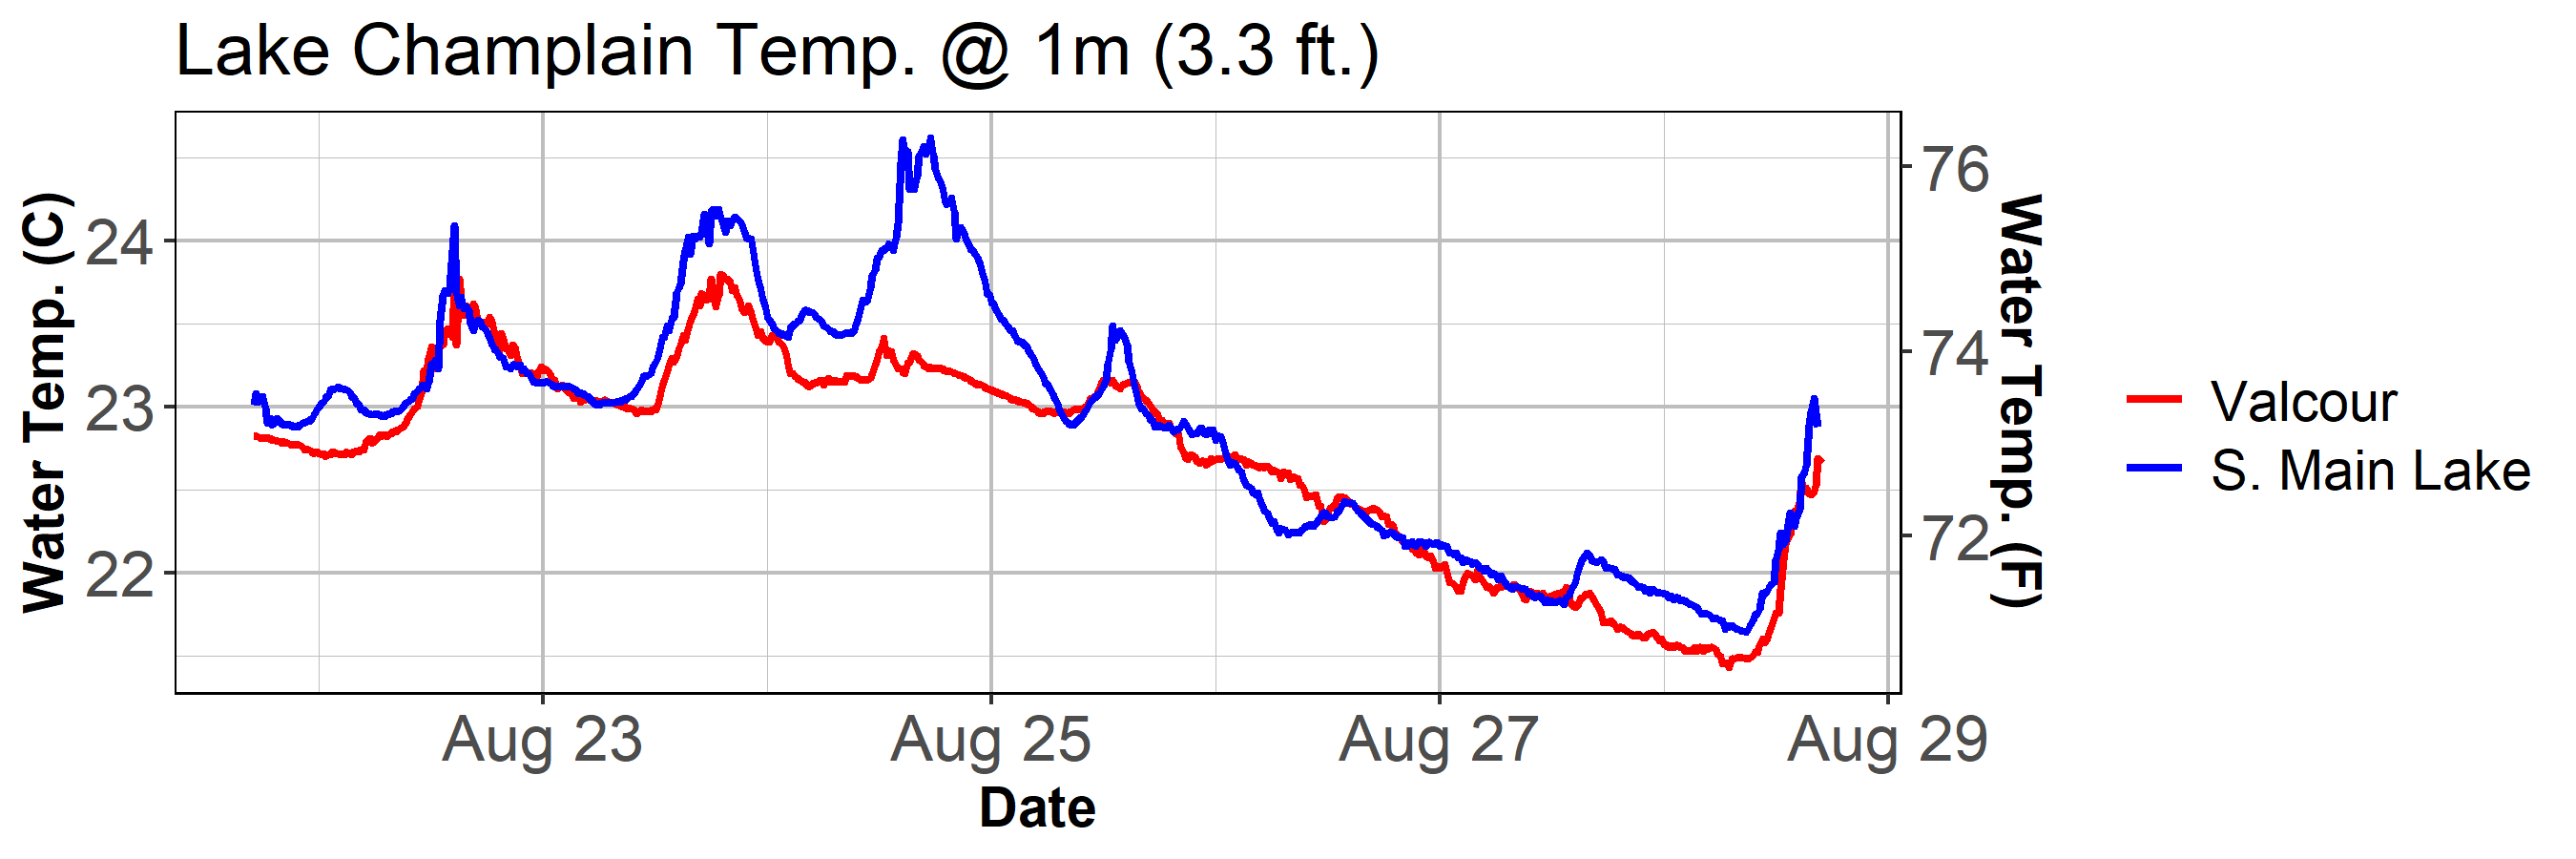 Lake Champlain Temp. @ 1m (3.3 ft.)
Water Temp. (C)
24
23
22
76
74
72
Water Temp. (F)
Aug 23
Aug 25
Aug 27
Aug 29
Date
Valcour
S. Main Lake